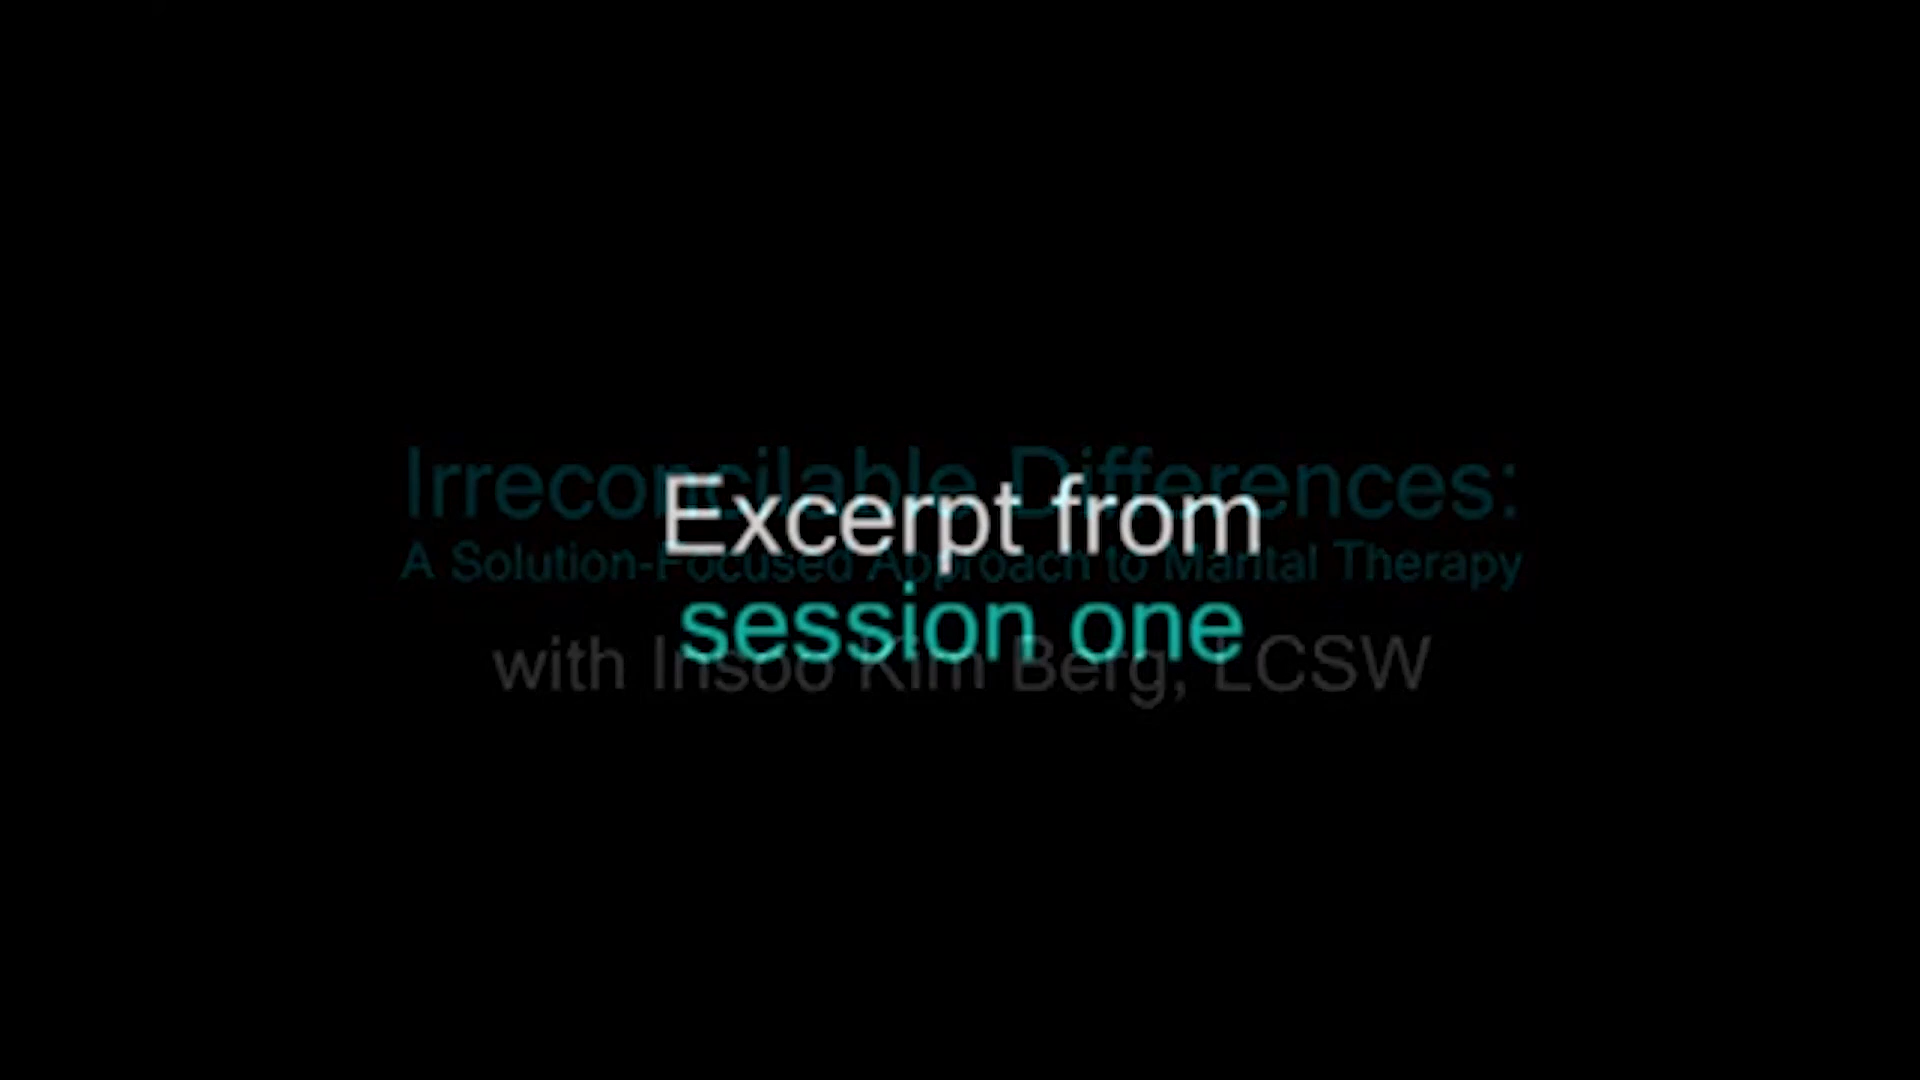 Irreconcilable Differences:
Excerpt from
A Solution-Focused Approach to Marital Therapy
session one
with Insoo Kim Berg, LCSW